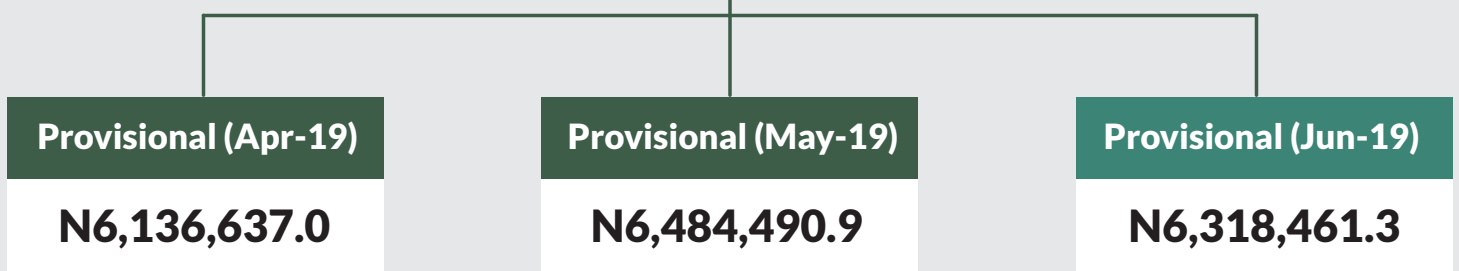 Provisional (Apr-19)
N6,136,637.0
Provisional (May-19)
N6,484,490.9
Provisional (Jun-19)
N6,318,461.3